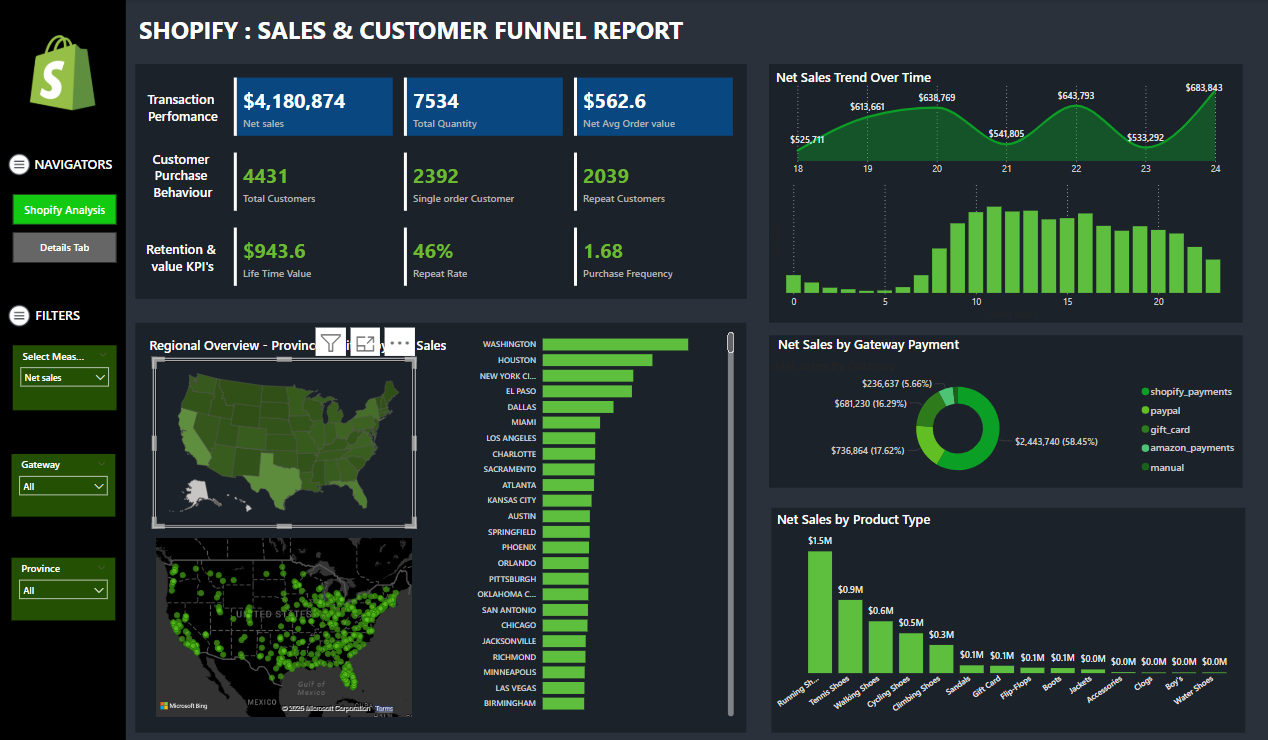 SHOPIFY : SALES & CUSTOMER FUNNEL REPORT
NAVIGATORS
Shopify Analysis
Details Tab
FILTERS
Select Meas...
Net sales
Gateway
All
Province
All
Transaction
Perfomance
$4,180,874
Net sales
7534
Total Quantity
$562.6
Net Avg Order value
Customer
Purchase
Behaviour
4431
Total Customers
2392
Single order Customer
2039
Repeat Customers
Retention &
value KPI's
$943.6
Life Time Value
46%
Repeat Rate
1.68
Purchase Frequency
Net Sales Trend Over Time
$525,711
$613,661
$638,769
$541,805
$643,793
$533,292
$683,843
18 19 20 21 22 23 24
0 5 10 15 20
Regional Overview - Provinc
Sales
WASHINGTON
HOUSTON
NEW YORK CI...
EL PASO
DALLAS
MIAMI
LOS ANGELES
CHARLOTTE
SACRAMENTO
ATLANTA
KANSAS CITY
AUSTIN
SPRINGFIELD
PHOENIX
ORLANDO
PITTSBURGH
OKLAHOMA C...
SAN ANTONIO
CHICAGO
JACKSONVILLE
RICHMOND
MINNEAPOLIS
LAS VEGAS
BIRMINGHAM
UNITED STATES
Gulf of
Mexico
MEXICO
Microsoft Bing
© 2025 Microsoft Corporation Terms
Net Sales by Gateway Payment
$236,637 (5.66%)
$681,230 (16.29%)
$736,864 (17.62%)
$2,443,740 (58.45%)
shopify_payments
paypal
gift_card
amazon_payments
manual
Net Sales by Product Type
$1.5M
$0.9M
$0.6M
$0.5M
$0.3M
$0.1M
$0.1M
$0.1M
$0.1M
$0.0M
$0.0M
$0.0M
$0.0M
$0.0M
Running Sh...
Tennis Shoes
Walking Shoes
Cycling Shoes
Climbing Shoes
Sandals
Gift Card
Flip-Flops
Boots
Jackets
Accessories
Clogs
Boy's
Water Shoes